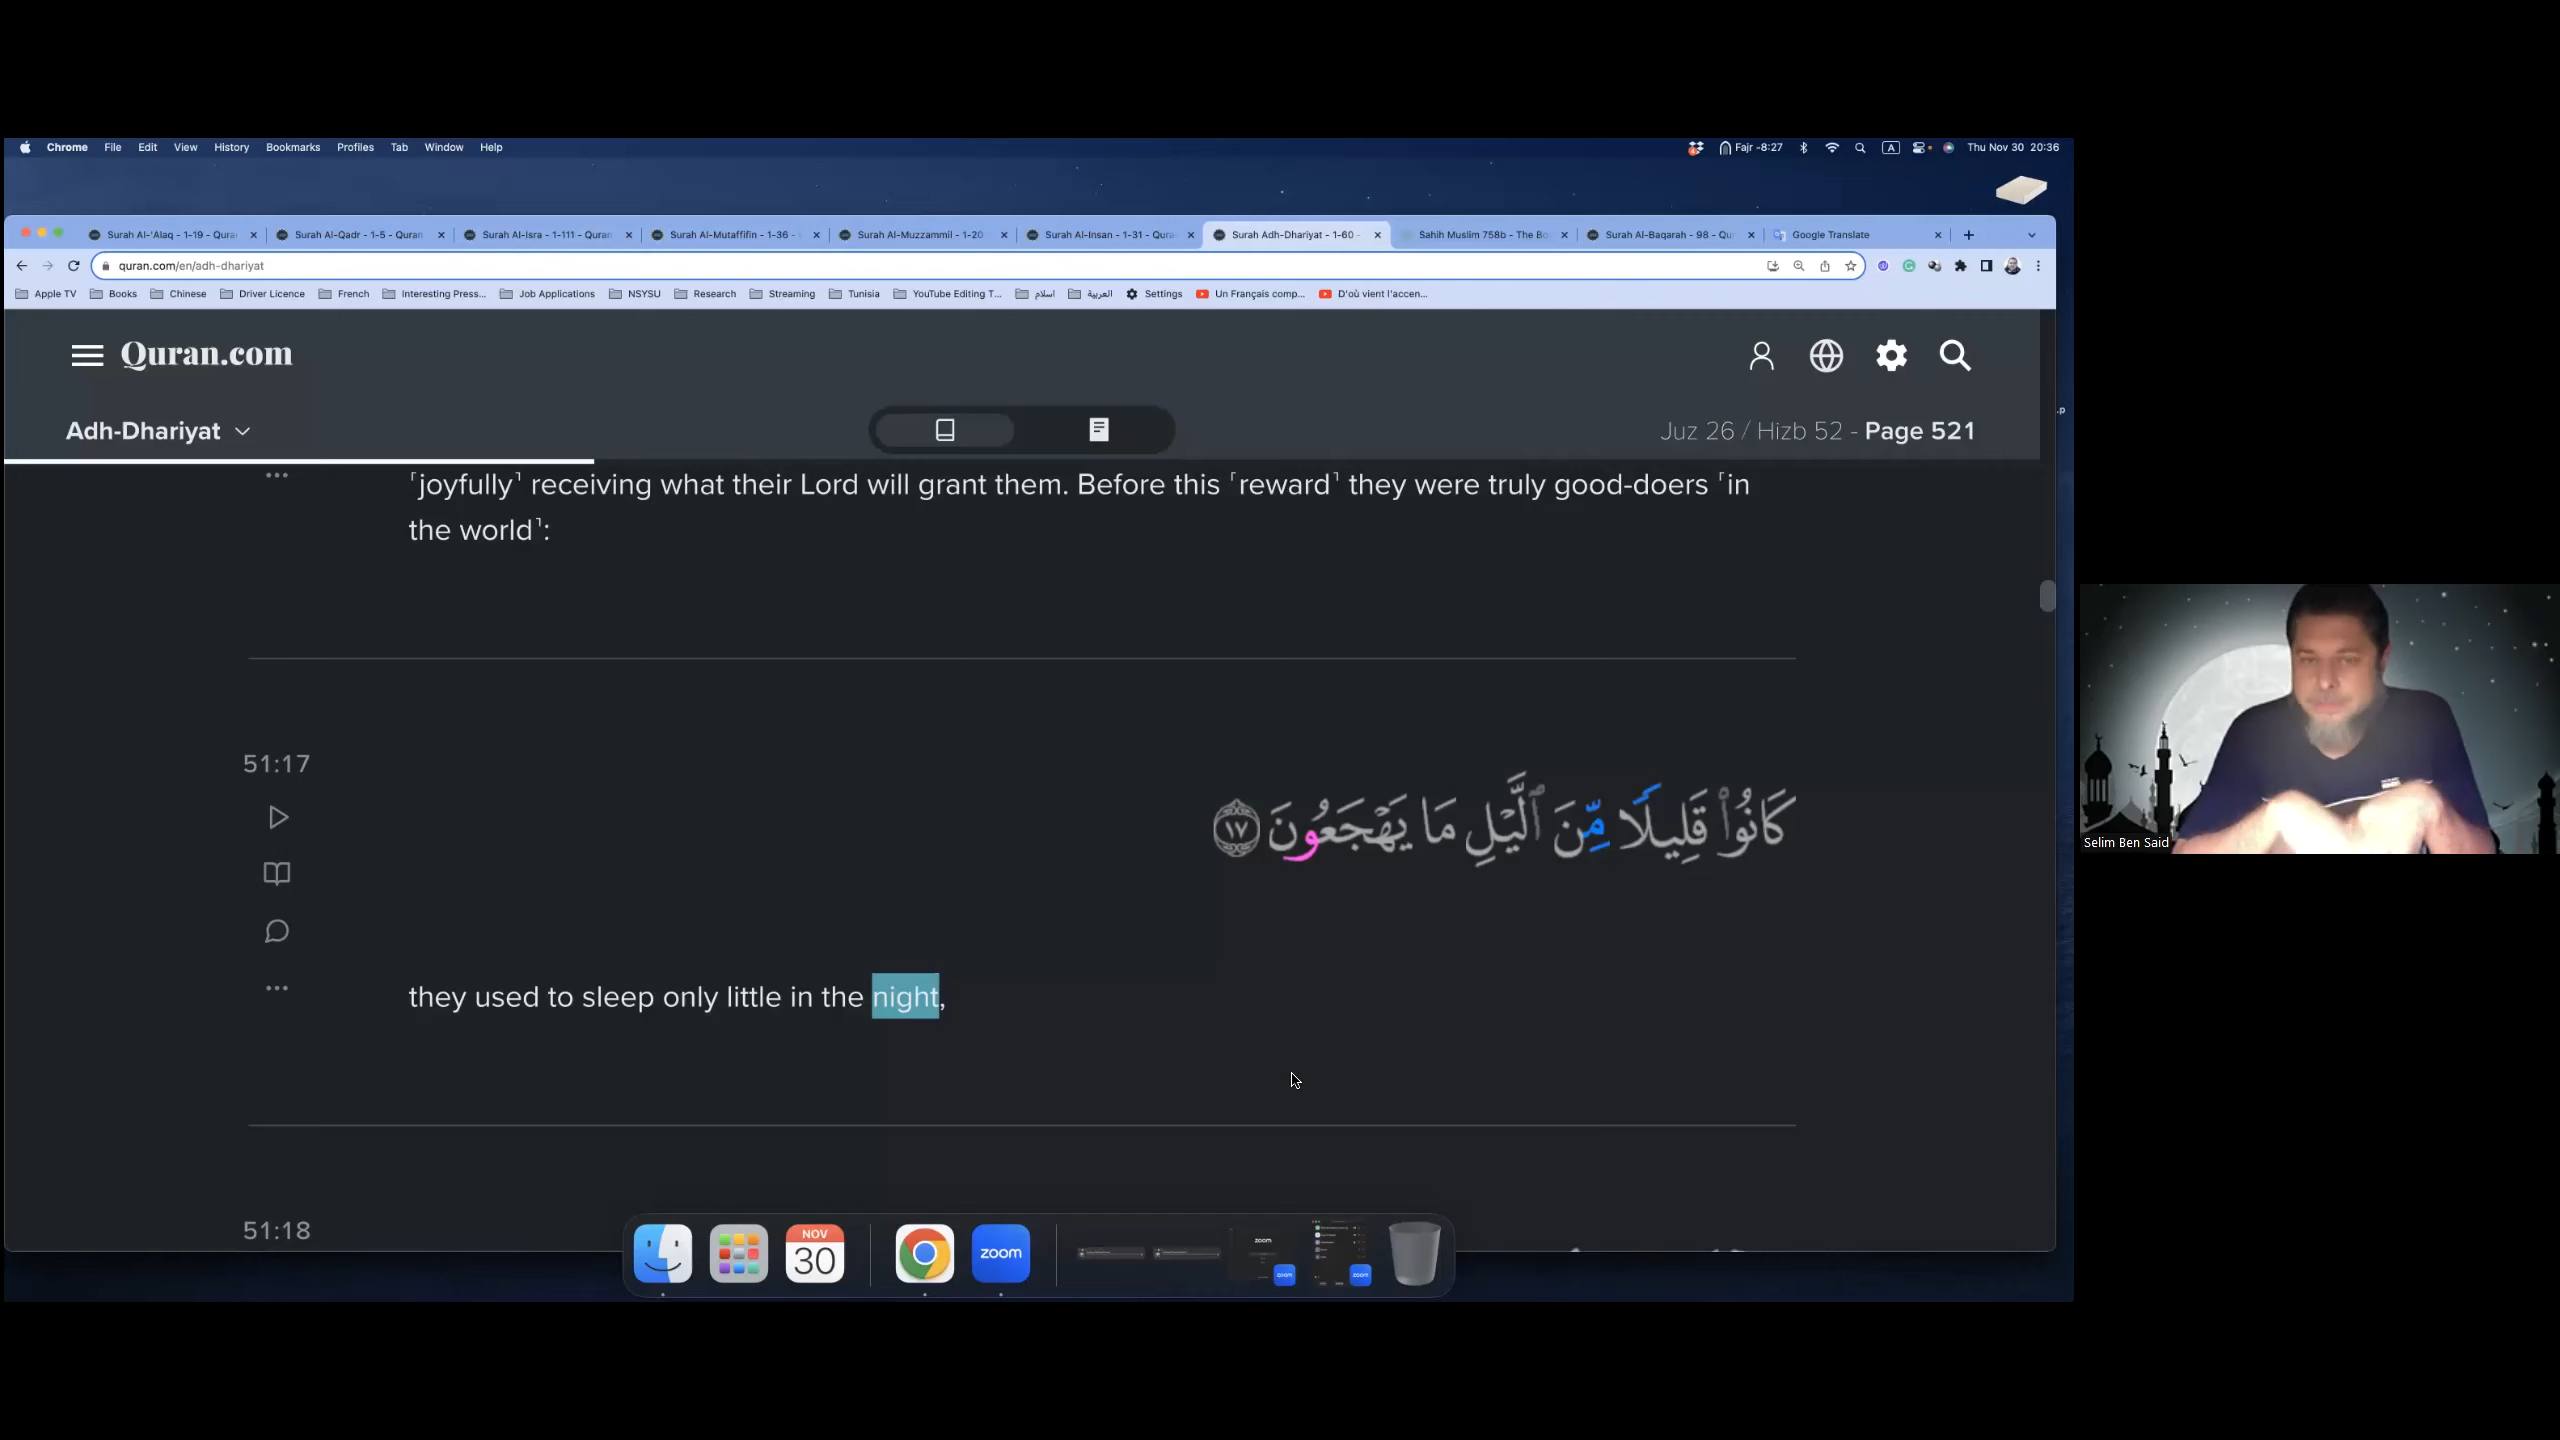 Chrome File Edit View History Bookmarks Profiles Tab Window Help
Fajr -8:27 A Thu Nov 30 20:36
Surah Al-'Alaq - 1-19 - Qura
Surah Al-Qadr - 1-5 - Quran
Surah Al-Isra - 1-111 - Quran
Surah Al-Mutaffifin - 1-36 -
Surah Al-Muzzammil - 1-20
Surah Al-Insan - 1-31 - Qura
Surah Adh-Dhariyat - 1-60 -
Sahih Muslim 758b - The Bo
Surah Al-Baqarah - 98 - Qu
Google Translate
quran.com/en/adh-dhariyat
Apple TV Books Chinese Driver Licence French Interesting Press... Job Applications NSYSU Research Streaming Tunisia YouTube Editing T... اسلام العربية Settings Un Français comp... D'où vient l'accen...
Quran.com
Adh-Dhariyat
Juz 26 / Hizb 52 - Page 521
.p
˹joyfully˺ receiving what their Lord will grant them. Before this ˹reward˺ they were truly good-doers ˹in
the world˺:
51:17
كَانُوا۟ قَلِيلًۭا مِّنَ ٱلَّيْلِ مَا يَهْجَعُونَ ١٧
they used to sleep only little in the night,
51:18
NOV
30
zoom
zoom
zoom
zoom
Selim Ben Said